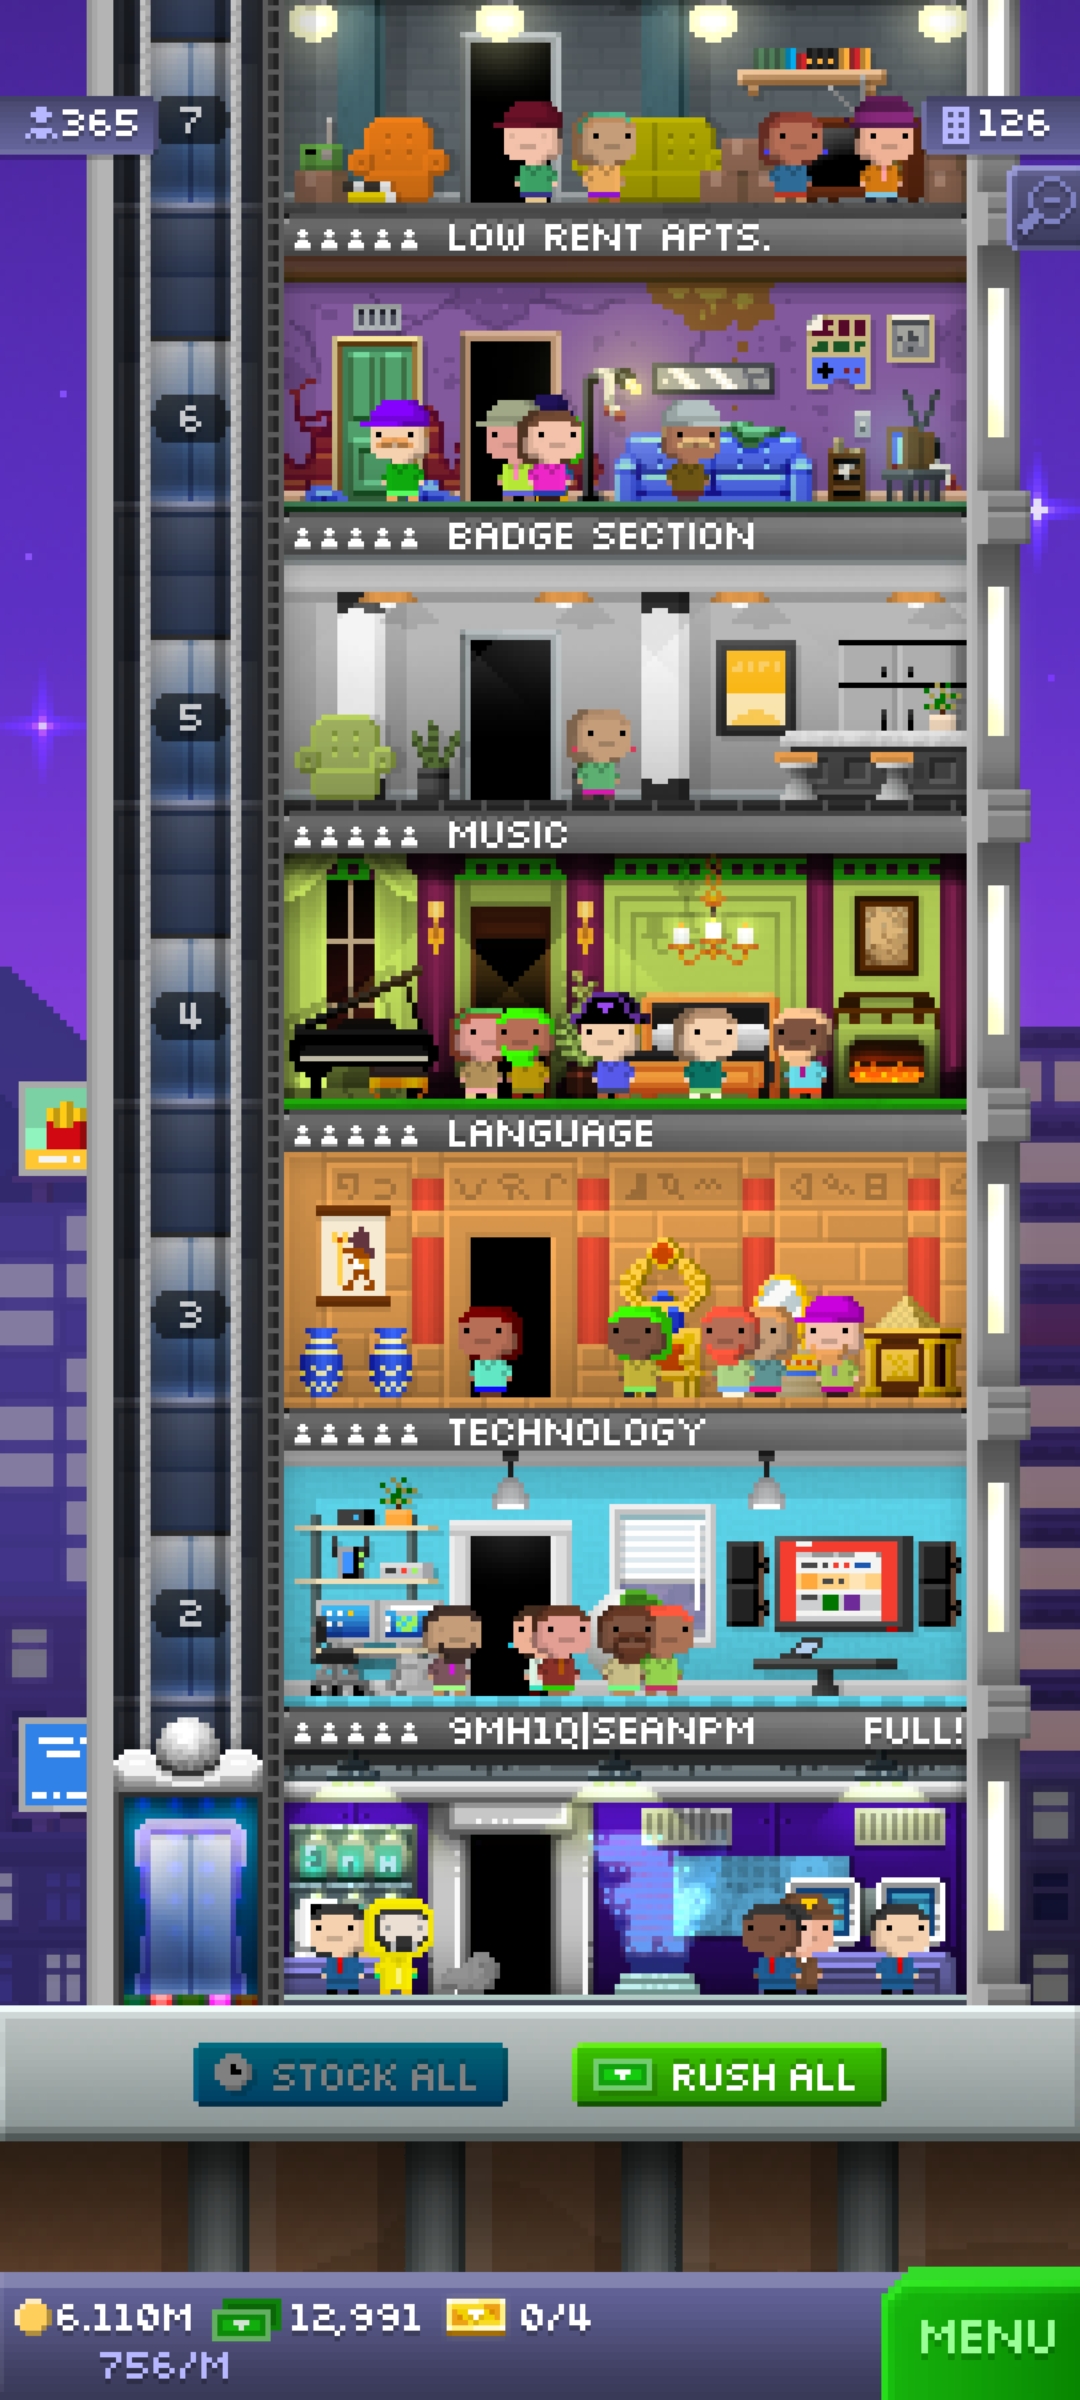 365
7
126
LOW RENT APTS.
6
BADGE SECTION
5
MUSIC
4
LANGUAGE
3
TECHNOLOGY
2
9MH1Q|SEANPM FULL!
STOCK ALL
RUSH ALL
6.110M 12,991 0/4
756/M
MENU